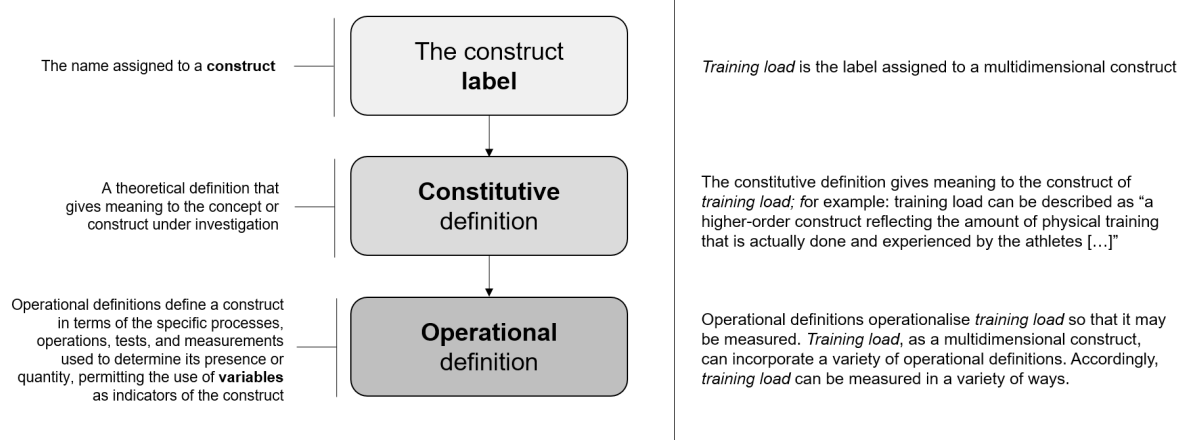 The name assigned to a construct
The construct
label
Training load is the label assigned to a multidimensional construct
A theoretical definition that
gives meaning to the concept or
construct under investigation
Constitutive
definition
The constitutive definition gives meaning to the construct of
training load; for example: training load can be described as “a
higher-order construct reflecting the amount of physical training
that is actually done and experienced by the athletes […]”
Operational definitions define a construct
in terms of the specific processes,
operations, tests, and measurements
used to determine its presence or
quantity, permitting the use of variables
as indicators of the construct
Operational
definition
Operational definitions operationalise training load so that it may
be measured. Training load, as a multidimensional construct,
can incorporate a variety of operational definitions. Accordingly,
training load can be measured in a variety of ways.